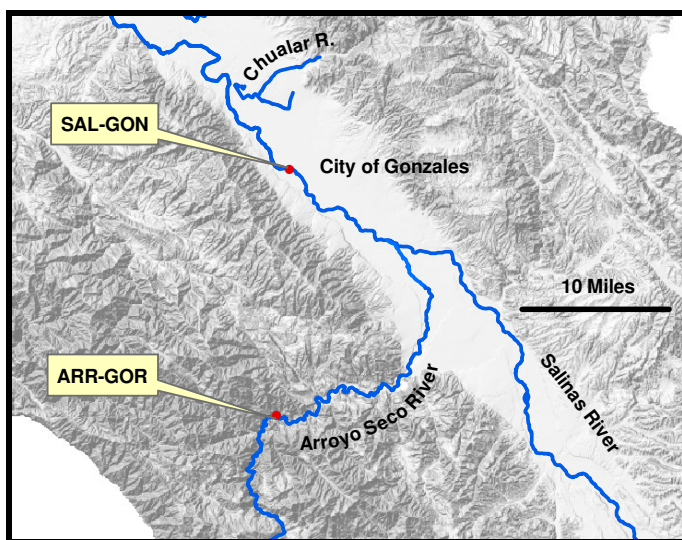 Chualar R.
SAL-GON
City of Gonzales
10 Miles
Salinas River
ARR-GOR
Arroyo Seco River